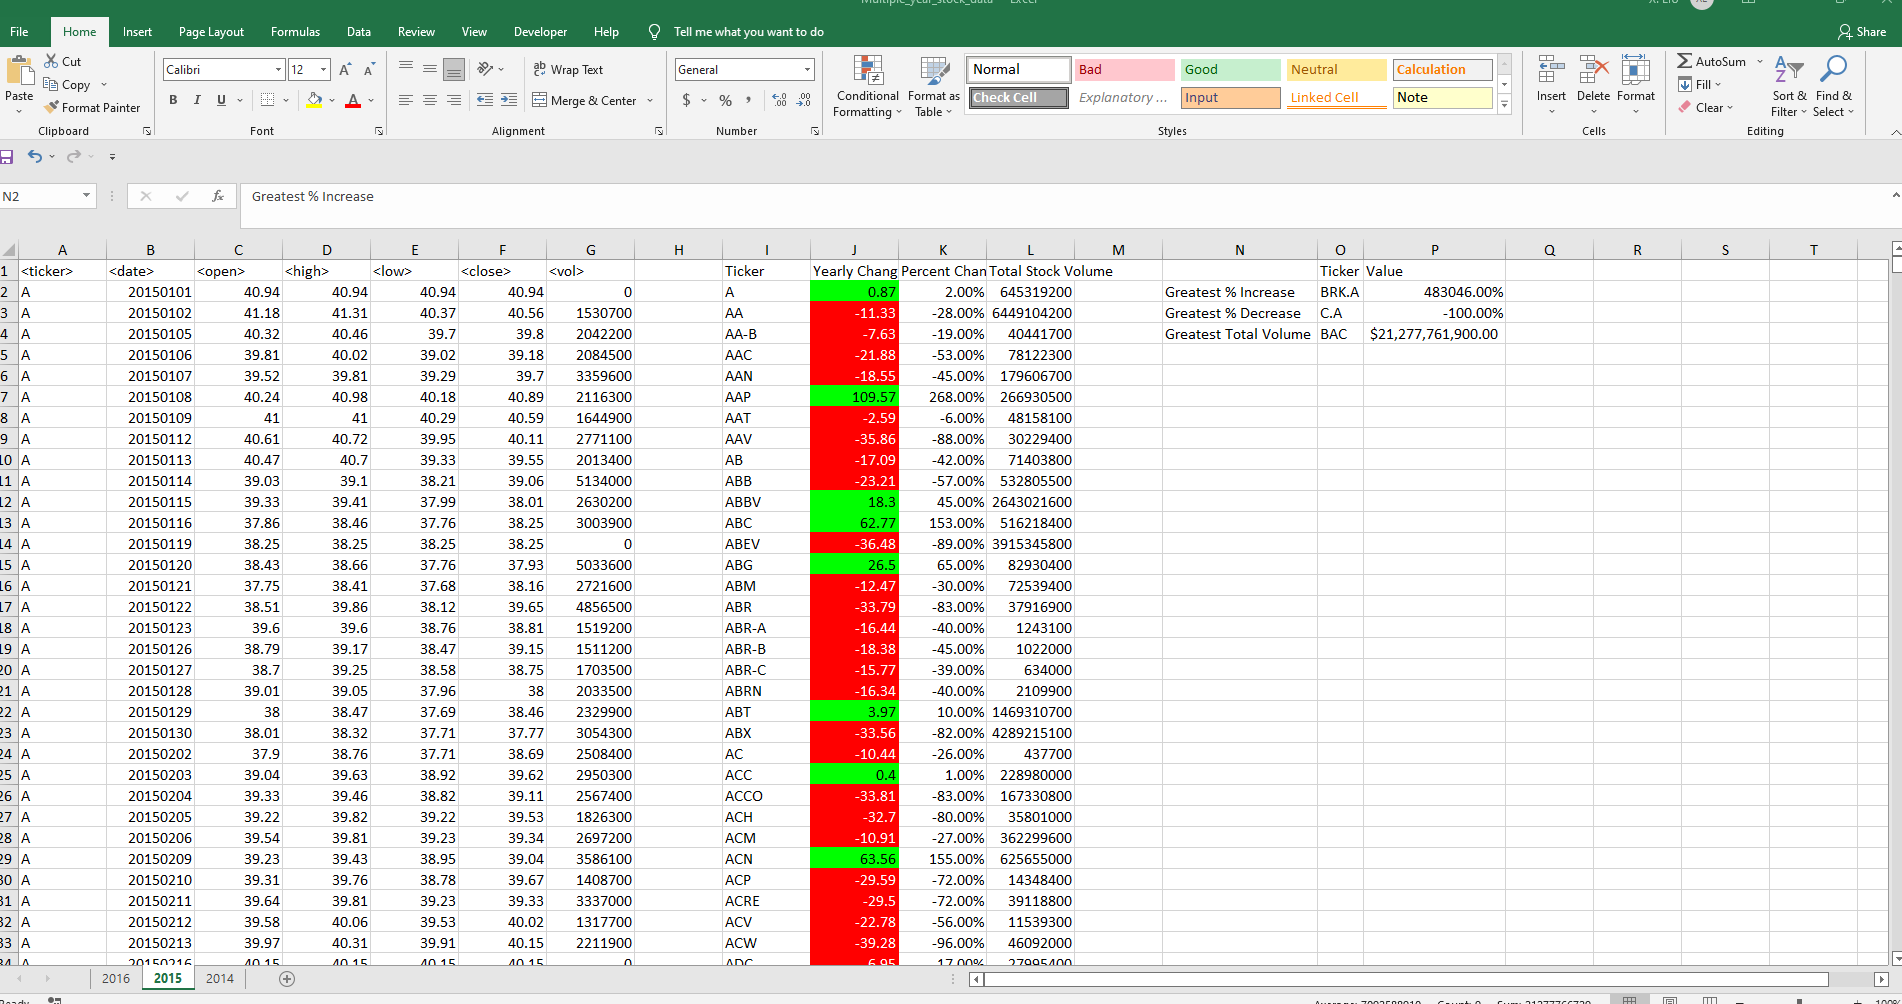 Multiple_year_stock_data - Excel
File Home Insert Page Layout Formulas Data Review View Developer Help Tell me what you want to do Share
Paste
Cut
Copy
Format Painter
Clipboard
Calibri 12
B I U
Font
Wrap Text
Merge & Center
Alignment
General
$ % ,
Number
Conditional Formatting
Format as Table
Normal Bad Good Neutral Calculation
Check Cell Explanatory ... Input Linked Cell Note
Styles
Insert Delete Format
Cells
AutoSum
Fill
Clear
Sort & Filter
Find & Select
Editing
N2 fx Greatest % Increase
A B C D E F G H I J K L M N O P Q R S T
1 <ticker> <date> <open> <high> <low> <close> <vol> Ticker Yearly Chang Percent Chan Total Stock Volume Ticker Value
2 A 20150101 40.94 40.94 40.94 40.94 0 A 0.87 2.00% 645319200 Greatest % Increase BRK.A 483046.00%
3 A 20150102 41.18 41.31 40.37 40.56 1530700 AA -11.33 -28.00% 6449104200 Greatest % Decrease C.A -100.00%
4 A 20150105 40.32 40.46 39.7 39.8 2042200 AA-B -7.63 -19.00% 40441700 Greatest Total Volume BAC $21,277,761,900.00
5 A 20150106 39.81 40.02 39.02 39.18 2084500 AAC -21.88 -53.00% 78122300
6 A 20150107 39.52 39.81 39.29 39.7 3359600 AAN -18.55 -45.00% 179606700
7 A 20150108 40.24 40.98 40.18 40.89 2116300 AAP 109.57 268.00% 266930500
8 A 20150109 41 41 40.29 40.59 1644900 AAT -2.59 -6.00% 48158100
9 A 20150112 40.61 40.72 39.95 40.11 2771100 AAV -35.86 -88.00% 30229400
10 A 20150113 40.47 40.7 39.33 39.55 2013400 AB -17.09 -42.00% 71403800
11 A 20150114 39.03 39.1 38.21 39.06 5134000 ABB -23.21 -57.00% 532805500
12 A 20150115 39.33 39.41 37.99 38.01 2630200 ABBV 18.3 45.00% 2643021600
13 A 20150116 37.86 38.46 37.76 38.25 3003900 ABC 62.77 153.00% 516218400
14 A 20150119 38.25 38.25 38.25 38.25 0 ABEV -36.48 -89.00% 3915345800
15 A 20150120 38.43 38.66 37.76 37.93 5033600 ABG 26.5 65.00% 82930400
16 A 20150121 37.75 38.41 37.68 38.16 2721600 ABM -12.47 -30.00% 72539400
17 A 20150122 38.51 39.86 38.12 39.65 4856500 ABR -33.79 -83.00% 37916900
18 A 20150123 39.6 39.6 38.76 38.81 1519200 ABR-A -16.44 -40.00% 1243100
19 A 20150126 38.79 39.17 38.47 39.15 1511200 ABR-B -18.38 -45.00% 1022000
20 A 20150127 38.7 39.25 38.58 38.75 1703500 ABR-C -15.77 -39.00% 634000
21 A 20150128 39.01 39.05 37.96 38 2033500 ABRN -16.34 -40.00% 2109900
22 A 20150129 38 38.47 37.69 38.46 2329900 ABT 3.97 10.00% 1469310700
23 A 20150130 38.01 38.32 37.71 37.77 3054300 ABX -33.56 -82.00% 4289215100
24 A 20150202 37.9 38.76 37.71 38.69 2508400 AC -10.44 -26.00% 437700
25 A 20150203 39.04 39.63 38.92 39.62 2950300 ACC 0.4 1.00% 228980000
26 A 20150204 39.33 39.46 38.82 39.11 2567400 ACCO -33.81 -83.00% 167330800
27 A 20150205 39.22 39.82 39.22 39.53 1826300 ACH -32.7 -80.00% 35801000
28 A 20150206 39.54 39.81 39.23 39.34 2697200 ACM -10.91 -27.00% 362299600
29 A 20150209 39.23 39.43 38.95 39.04 3586100 ACN 63.56 155.00% 625655000
30 A 20150210 39.31 39.76 38.78 39.67 1408700 ACP -29.59 -72.00% 14348400
31 A 20150211 39.64 39.81 39.23 39.33 3337000 ACRE -29.5 -72.00% 39118800
32 A 20150212 39.58 40.06 39.53 40.02 1317700 ACV -22.78 -56.00% 11539300
33 A 20150213 39.97 40.31 39.91 40.15 2211900 ACW -39.28 -96.00% 46092000
34 A 20150216 40.15 40.15 40.15 40.15 0 ADC 6.95 17.00% 27995400
2016 2015 2014